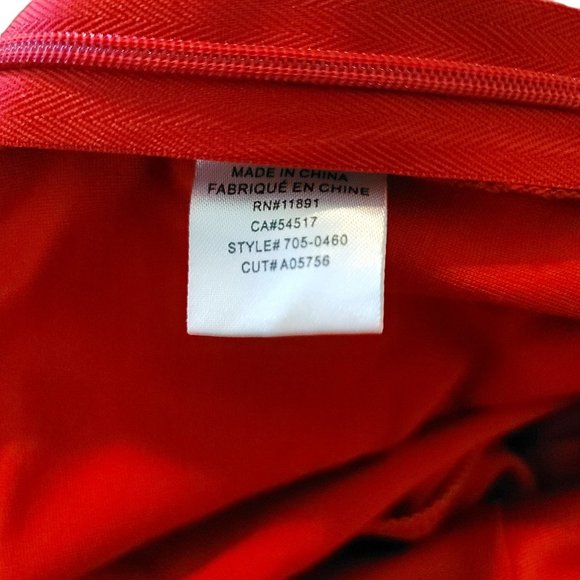 MADE IN CHINA
FABRIQUÉ EN CHINE
RN#11891
CA#54517
STYLE# 705-0460
CUT#A05756